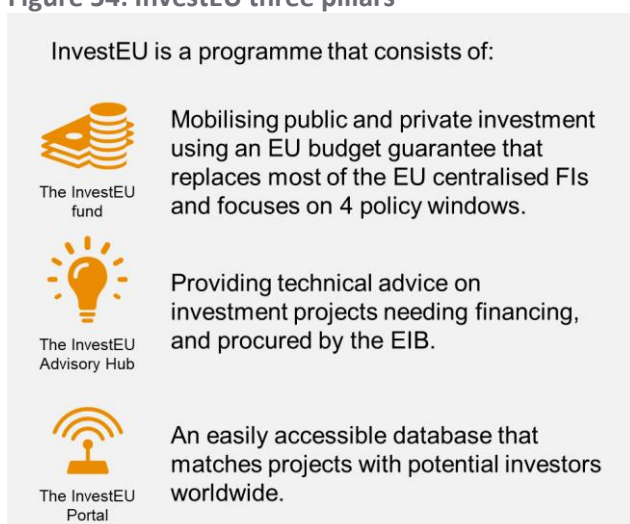 Figure 34: InvestEU three pillars
InvestEU is a programme that consists of:
Mobilising public and private investment
using an EU budget guarantee that
replaces most of the EU centralised FIs
and focuses on 4 policy windows.
The InvestEU
fund
Providing technical advice on
investment projects needing financing,
and procured by the EIB.
The InvestEU
Advisory Hub
An easily accessible database that
matches projects with potential investors
worldwide.
The InvestEU
Portal